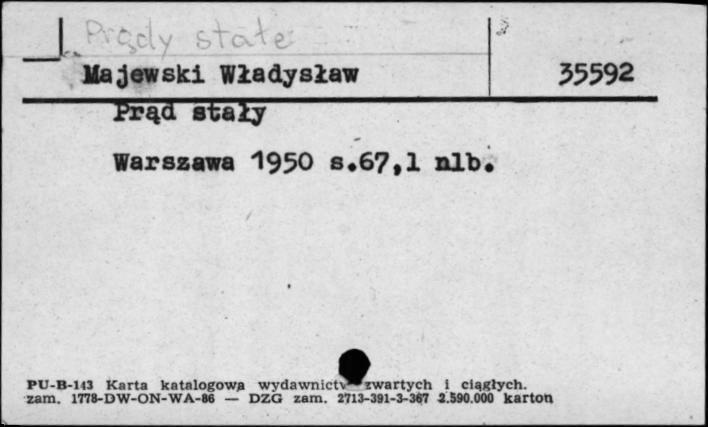 Prądy stałe
Majewski Władysław 35592
Prąd stały
Warszawa 1950 s.67,1 nlb.
PU-B-143 Karta katalogowa wydawnictw zwartych i ciągłych.
zam. 1778-DW-ON-WA-86 — DZG zam. 2713-391-3-367 2.590.000 karton